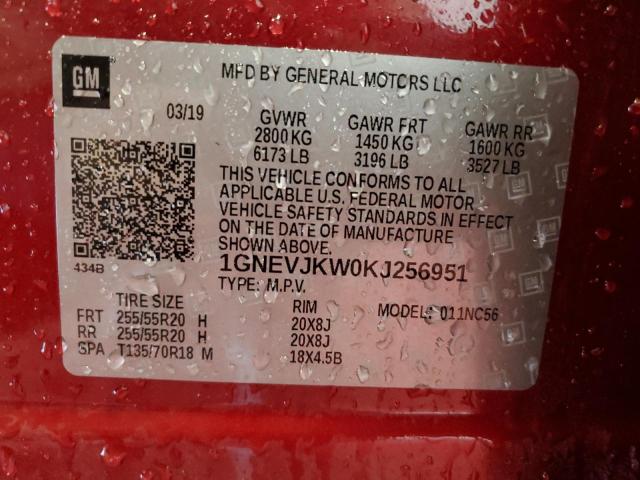 GM
MFD BY GENERAL MOTORS LLC
03/19
GVWR GAWR FRT GAWR RR
2800 KG 1450 KG 1600 KG
6173 LB 3196 LB 3527 LB
THIS VEHICLE CONFORMS TO ALL
APPLICABLE U.S. FEDERAL MOTOR
VEHICLE SAFETY STANDARDS IN EFFECT
ON THE DATE OF MANUFACTURE
SHOWN ABOVE.
434B
1GNEVJKW0KJ256951
TYPE: M.P.V.
TIRE SIZE RIM MODEL: 011NC56
FRT 255/55R20 H 20X8J
RR 255/55R20 H 20X8J
SPA T135/70R18 M 18X4.5B